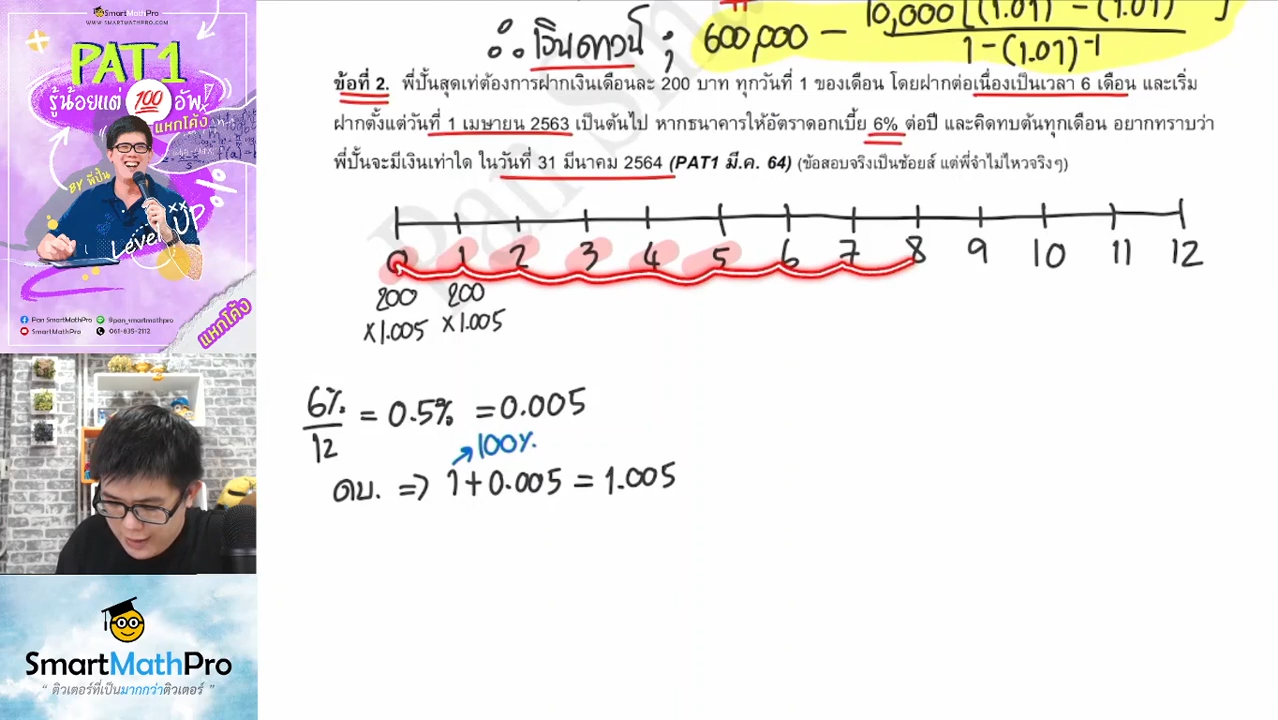 SmartMathPro
WWW.SMARTMATHPRO.COM
PAT1
รู้น้อยแต่ 100 อัพ
แหกโค้ง
BY พี่ปั้น
Level UP
Pan SmartMathPro
@pan_smartmathpro
SmartMathPro
061-835-2112
แหกโค้ง
SmartMathPro
“ ติวเตอร์ที่เป็นมากกว่าติวเตอร์ ”
∴ เงินดาวน์ ; 600,000 −
1−(1.01)⁻¹
ข้อที่ 2. พี่ปั้นสุดเท่ต้องการฝากเงินเดือนละ 200 บาท ทุกวันที่ 1 ของเดือน โดยฝากต่อเนื่องเป็นเวลา 6 เดือน และเริ่ม
ฝากตั้งแต่วันที่ 1 เมษายน 2563 เป็นต้นไป หากธนาคารให้อัตราดอกเบี้ย 6% ต่อปี และคิดทบต้นทุกเดือน อยากทราบว่า
พี่ปั้นจะมีเงินเท่าใด ในวันที่ 31 มีนาคม 2564 (PAT1 มี.ค. 64) (ข้อสอบจริงเป็นช้อยส์ แต่พี่จำไม่ไหวจริงๆ)
0 1 2 3 4 5 6 7 8 9 10 11 12
200 200
×1.005 ×1.005
6%/12 = 0.5% = 0.005
100%
ดบ. ⇒ 1+0.005 = 1.005